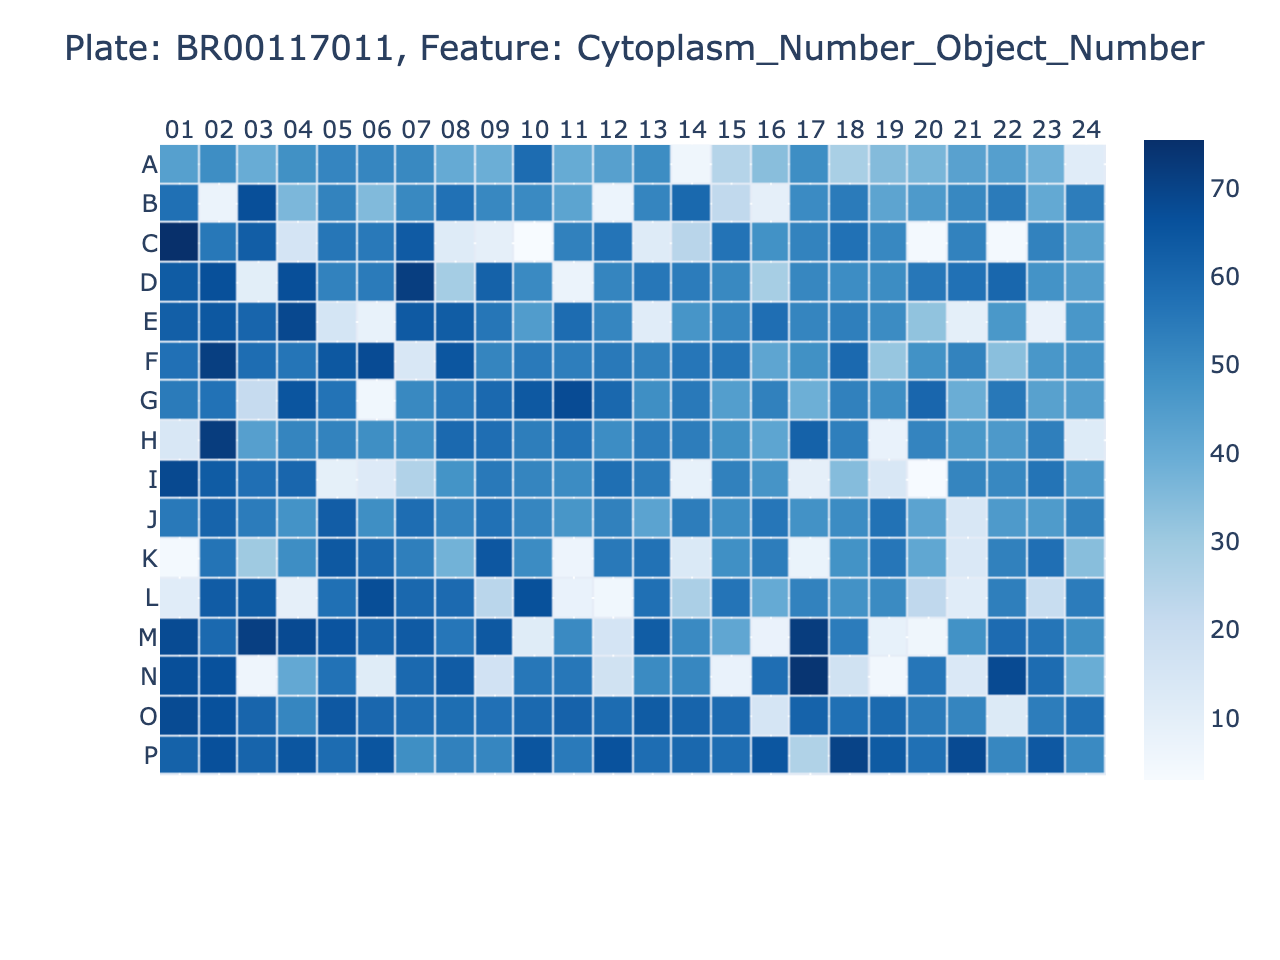 Plate: BR00117011, Feature: Cytoplasm_Number_Object_Number
01 02 03 04 05 06 07 08 09 10 11 12 13 14 15 16 17 18 19 20 21 22 23 24
A
B
C
D
E
F
G
H
I
J
K
L
M
N
O
P
70
60
50
40
30
20
10